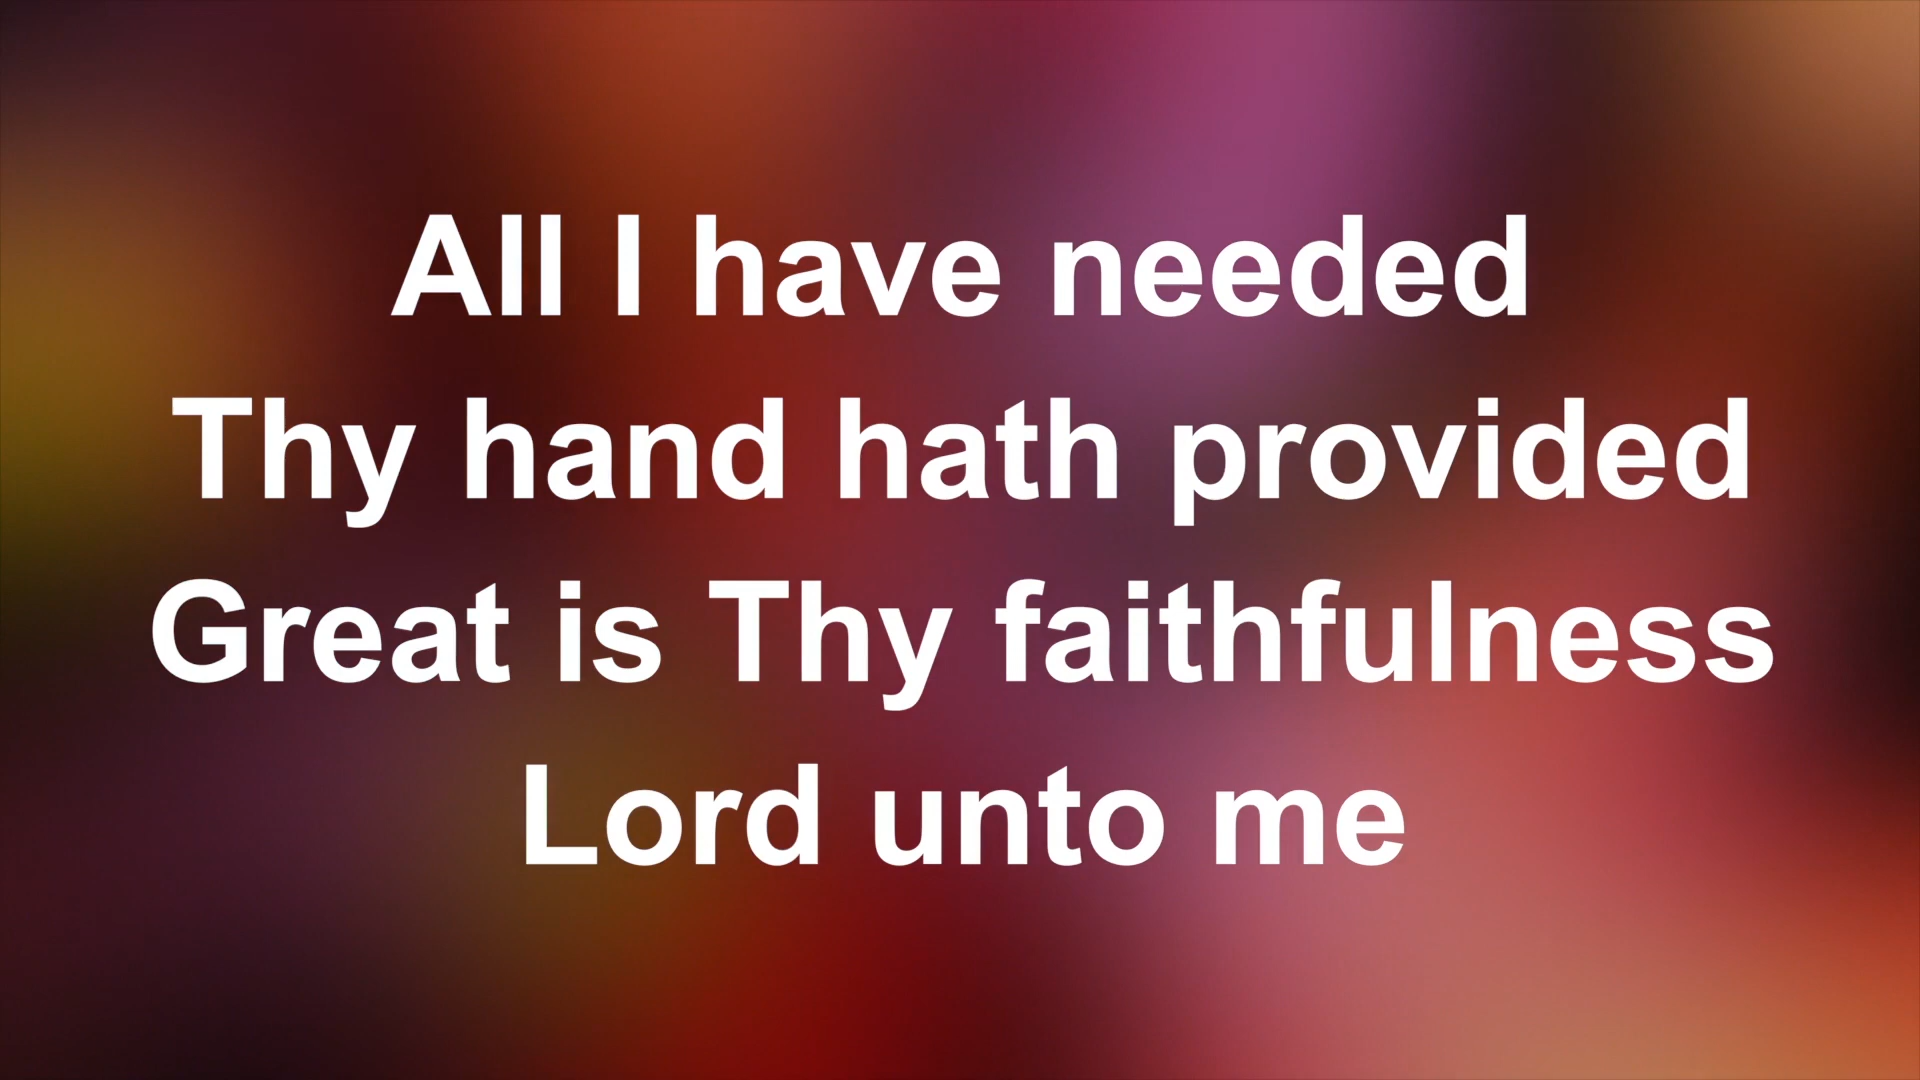 All I have needed
Thy hand hath provided
Great is Thy faithfulness
Lord unto me